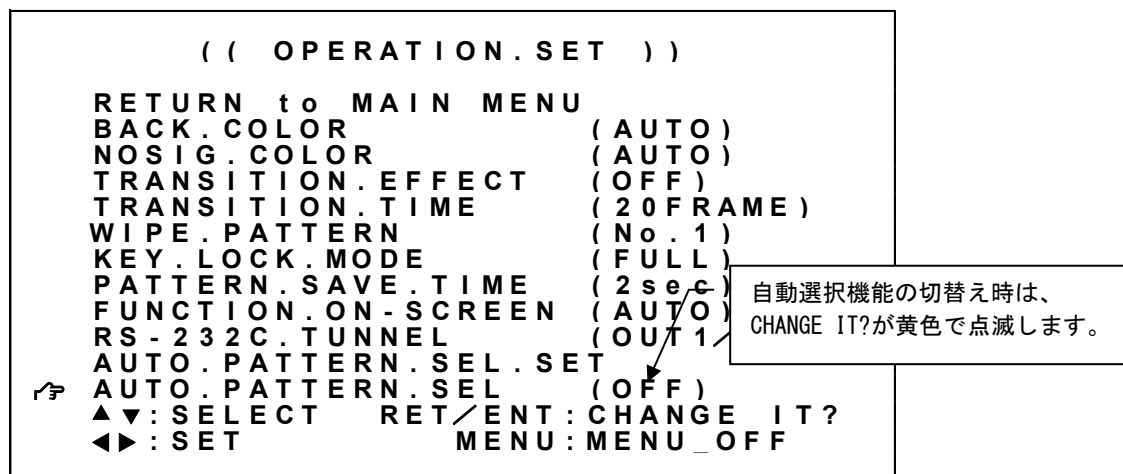 (( OPERATION.SET ))
RETURN to MAIN MENU
BACK.COLOR (AUTO)
NOSIG.COLOR (AUTO)
TRANSITION.EFFECT (OFF)
TRANSITION.TIME (20FRAME)
WIPE.PATTERN (No.1)
KEY.LOCK.MODE (FULL)
PATTERN.SAVE.TIME (2sec)
FUNCTION.ON-SCREEN (AUTO)
RS-232C.TUNNEL (OUT1/
AUTO.PATTERN.SEL.SET
☞ AUTO.PATTERN.SEL (OFF)
▲▼:SELECT RET/ENT:CHANGE IT?
◀▶:SET MENU:MENU_OFF
自動選択機能の切替え時は、
CHANGE IT?が黄色で点滅します。